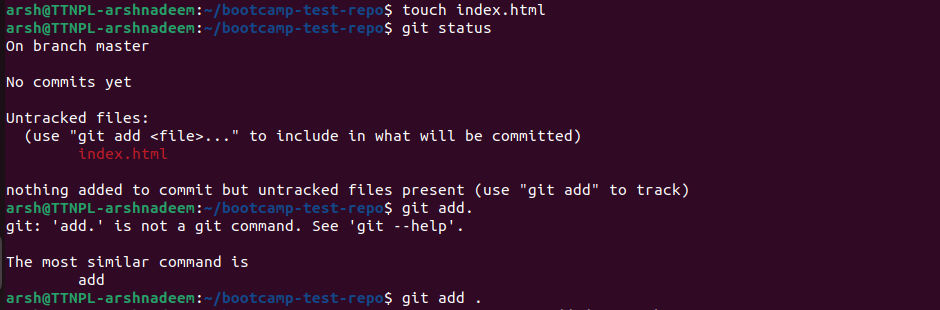 arsh@TTNPL-arshnadeem:~/bootcamp-test-repo$ touch index.html
arsh@TTNPL-arshnadeem:~/bootcamp-test-repo$ git status
On branch master
No commits yet
Untracked files:
  (use "git add <file>..." to include in what will be committed)
        index.html
nothing added to commit but untracked files present (use "git add" to track)
arsh@TTNPL-arshnadeem:~/bootcamp-test-repo$ git add.
git: 'add.' is not a git command. See 'git --help'.
The most similar command is
        add
arsh@TTNPL-arshnadeem:~/bootcamp-test-repo$ git add .